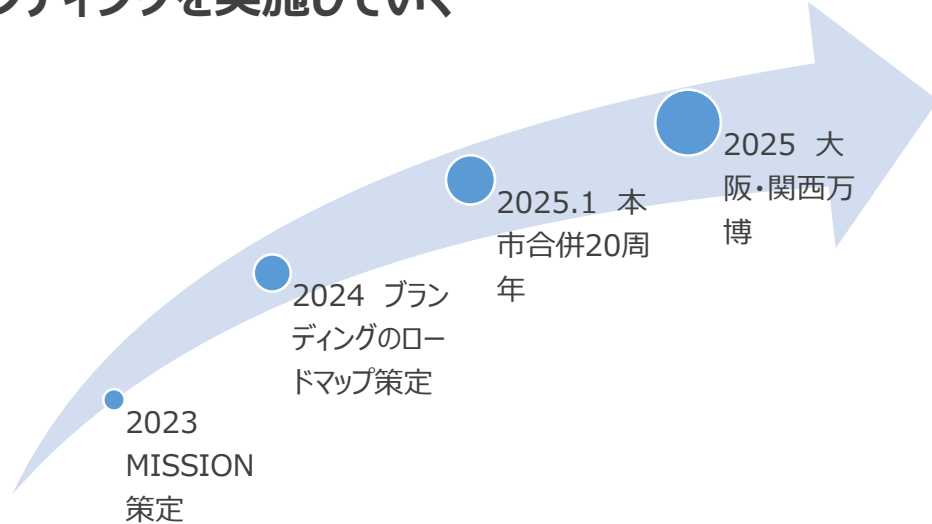 ンディングを実施していく
2023
MISSION
策定
2024 ブラン
ディングのロー
ドマップ策定
2025.1 本
市合併20周
年
2025 大
阪・関西万
博